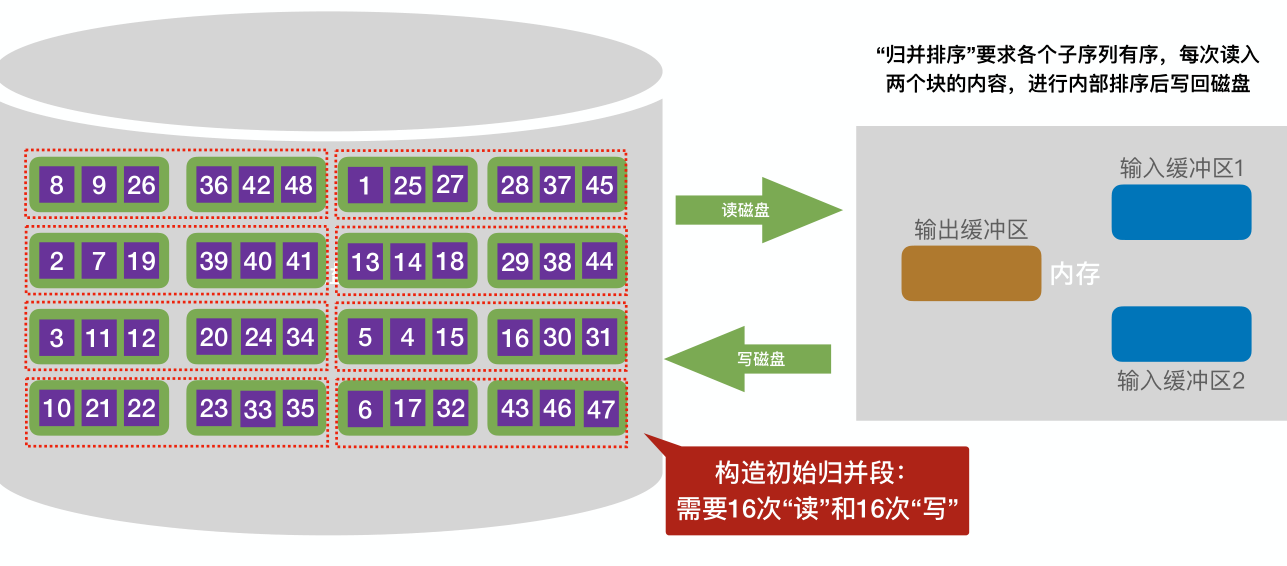 “归并排序”要求各个子序列有序，每次读入
两个块的内容，进行内部排序后写回磁盘
8 9 26 36 42 48 1 25 27 28 37 45
2 7 19 39 40 41 13 14 18 29 38 44
3 11 12 20 24 34 5 4 15 16 30 31
10 21 22 23 33 35 6 17 32 43 46 47
读磁盘
写磁盘
输入缓冲区1
输出缓冲区
内存
输入缓冲区2
构造初始归并段：
需要16次“读”和16次“写”